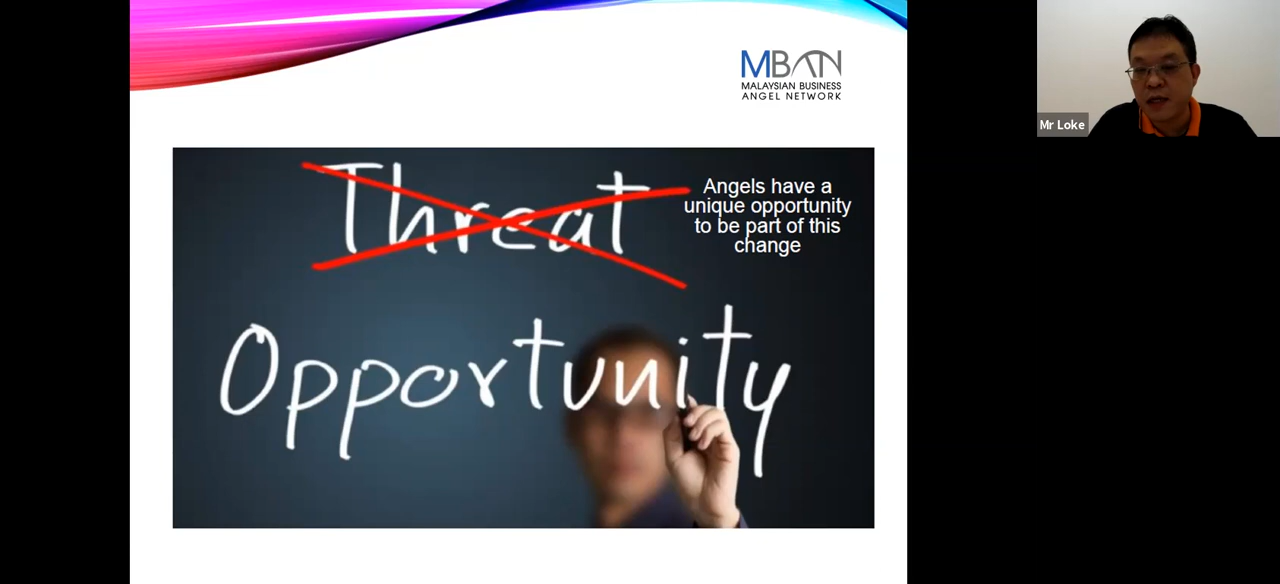 MBAN
MALAYSIAN BUSINESS
ANGEL NETWORK
Mr Loke
Threat
Angels have a
unique opportunity
to be part of this
change
Opportunity